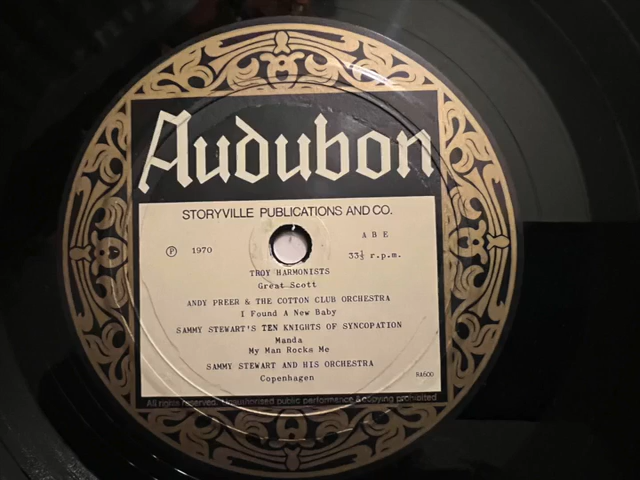 Audubon
STORYVILLE PUBLICATIONS AND CO.
A B E
Ⓟ 1970
33⅓ r.p.m.
TROY HARMONISTS
Great Scott
ANDY PREER & THE COTTON CLUB ORCHESTRA
I Found A New Baby
SAMMY STEWART'S TEN KNIGHTS OF SYNCOPATION
Manda
My Man Rocks Me
SAMMY STEWART AND HIS ORCHESTRA
Copenhagen
BA600
All rights reserved. Unauthorised public performance & copying prohibited